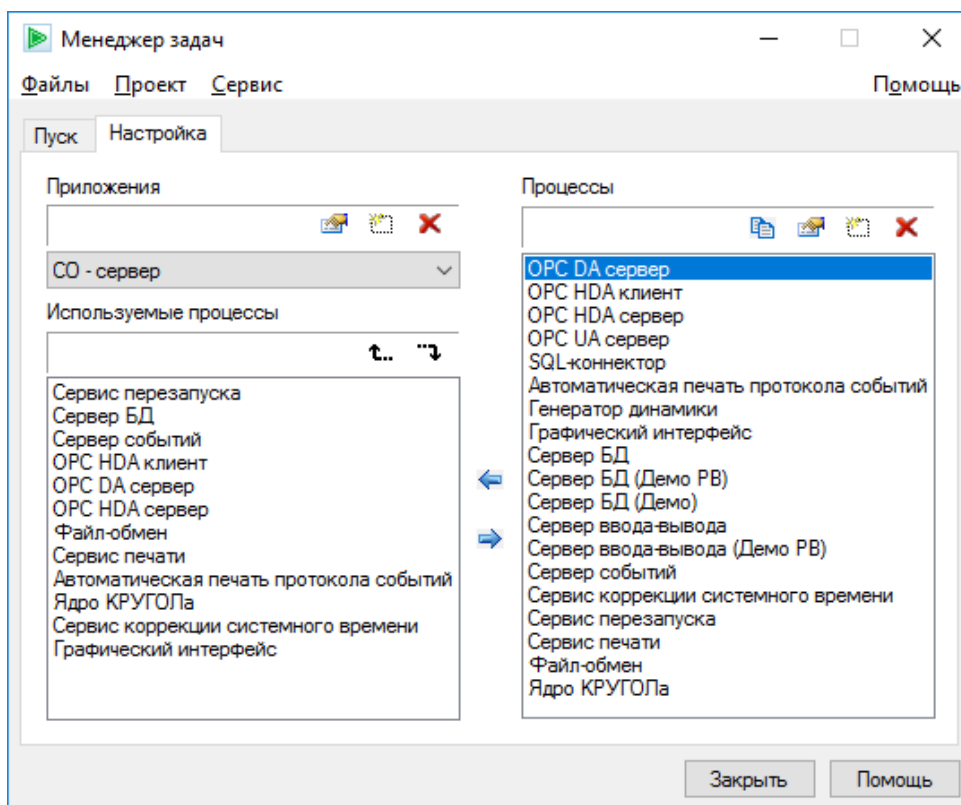 Менеджер задач
Файлы Проект Сервис Помощь
Пуск Настройка
Приложения
СО - сервер
Используемые процессы
Сервис перезапуска
Сервер БД
Сервер событий
OPC HDA клиент
OPC DA сервер
OPC HDA сервер
Файл-обмен
Сервис печати
Автоматическая печать протокола событий
Ядро КРУГОЛа
Сервис коррекции системного времени
Графический интерфейс
Процессы
OPC DA сервер
OPC HDA клиент
OPC HDA сервер
OPC UA сервер
SQL-коннектор
Автоматическая печать протокола событий
Генератор динамики
Графический интерфейс
Сервер БД
Сервер БД (Демо РВ)
Сервер БД (Демо)
Сервер ввода-вывода
Сервер ввода-вывода (Демо РВ)
Сервер событий
Сервис коррекции системного времени
Сервис перезапуска
Сервис печати
Файл-обмен
Ядро КРУГОЛа
Закрыть Помощь